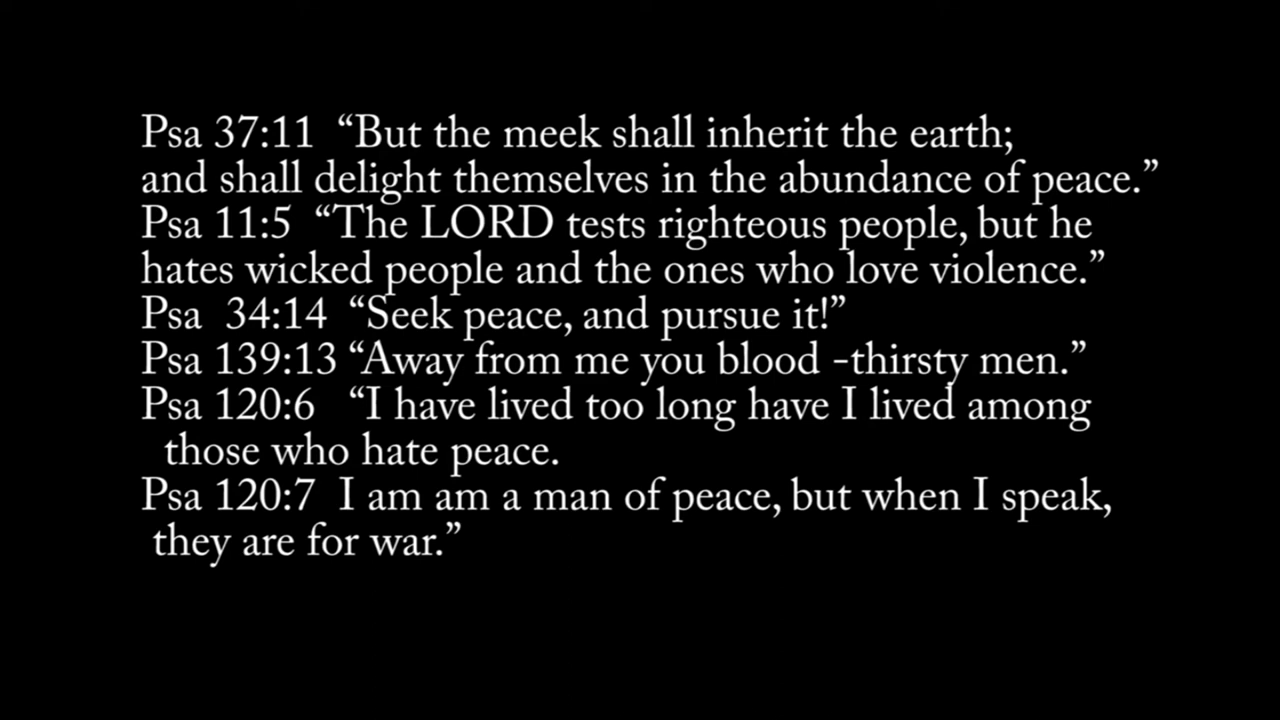 Psa 37:11  “But the meek shall inherit the earth;
and shall delight themselves in the abundance of peace.”
Psa 11:5  “The LORD tests righteous people, but he
hates wicked people and the ones who love violence.”
Psa  34:14  “Seek peace, and pursue it!”
Psa 139:13 “Away from me you blood -thirsty men.”
Psa 120:6   “I have lived too long have I lived among
those who hate peace.
Psa 120:7  I am am a man of peace, but when I speak,
they are for war.”